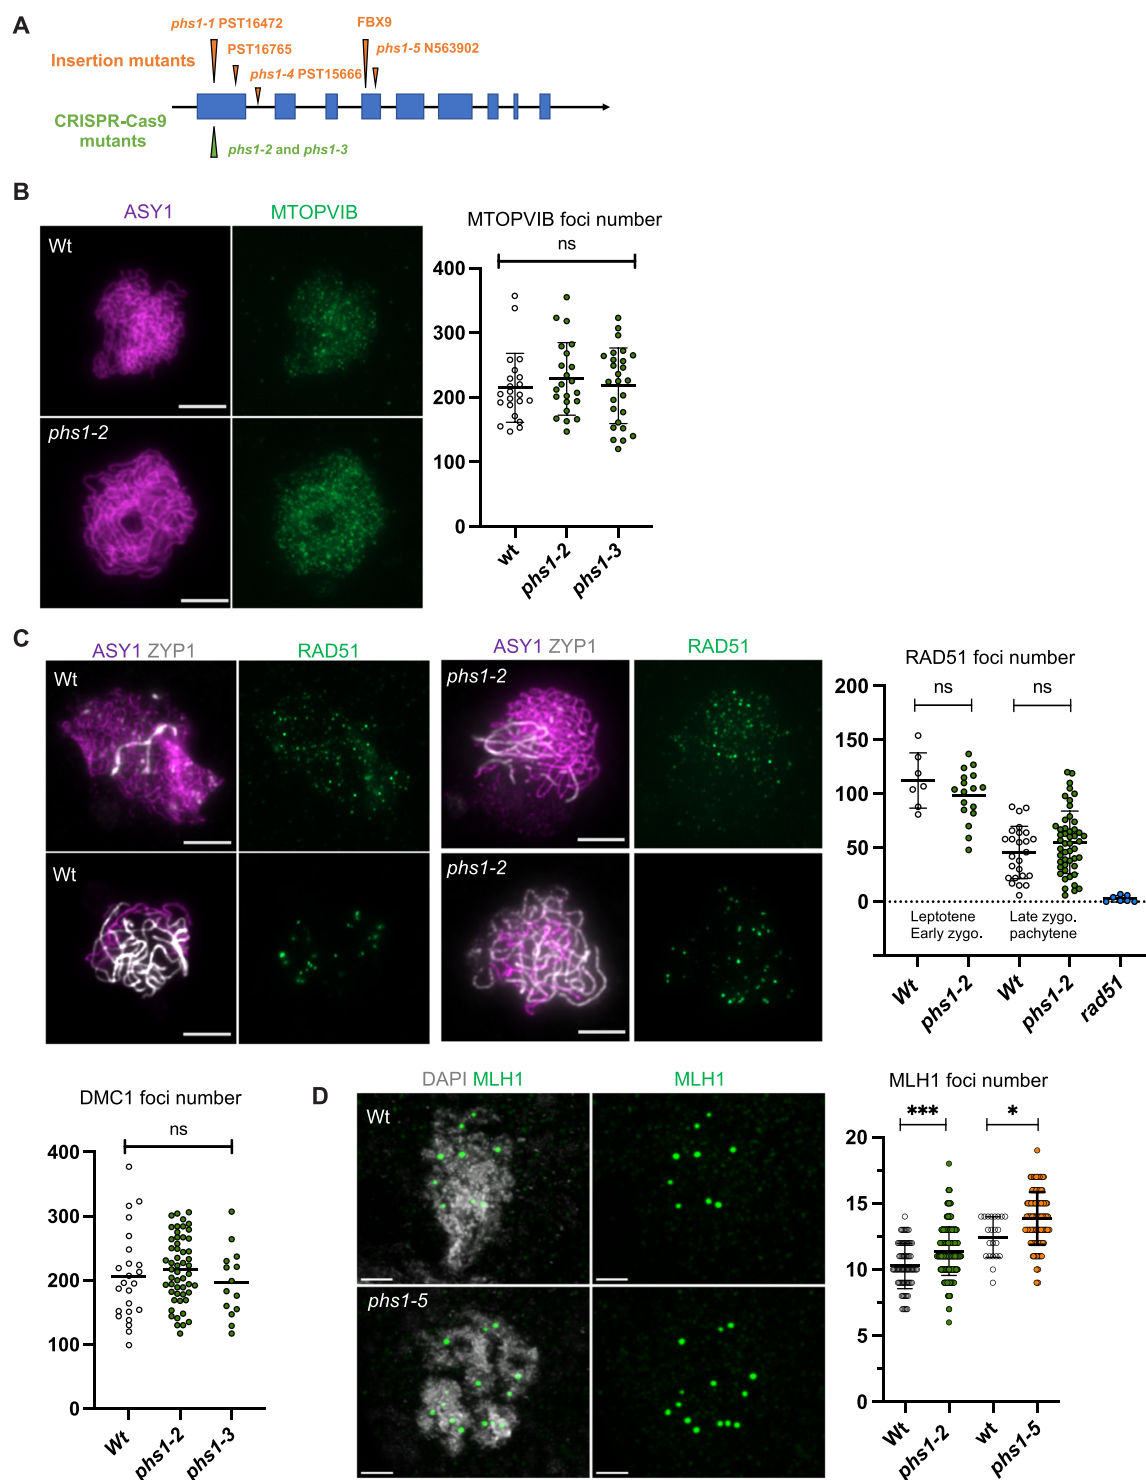 A
phs1-1 PST16472
FBX9
PST16765
phs1-5 N563902
Insertion mutants
phs1-4 PST15666
CRISPR-Cas9
mutants
phs1-2 and phs1-3
B
ASY1
MTOPVIB
MTOPVIB foci number
Wt
ns
400
300
200
100
0
wt
phs1-2
phs1-3
phs1-2
C
ASY1 ZYP1
RAD51
ASY1 ZYP1
RAD51
RAD51 foci number
Wt
phs1-2
ns
ns
200
150
100
50
0
Leptotene
Early zygo.
Late zygo.
pachytene
Wt
phs1-2
Wt
phs1-2
rad51
Wt
phs1-2
DMC1 foci number
ns
400
300
200
100
0
Wt
phs1-2
phs1-3
D
DAPI MLH1
MLH1
MLH1 foci number
Wt
phs1-5
***
*
20
15
10
5
0
Wt
phs1-2
wt
phs1-5